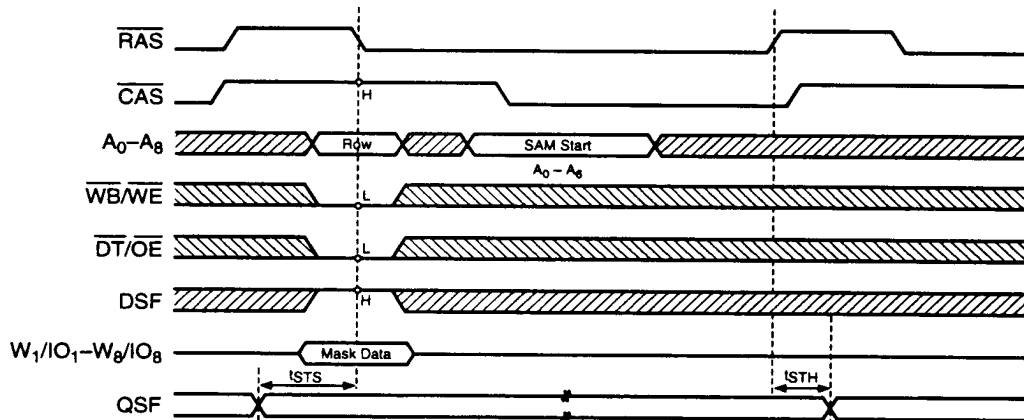 RAS
CAS
H
A0–A8
Row
SAM Start
A0 – A6
WB/WE
L
DT/OE
L
DSF
H
W1/IO1–W8/IO8
Mask Data
tSTS
tSTH
QSF